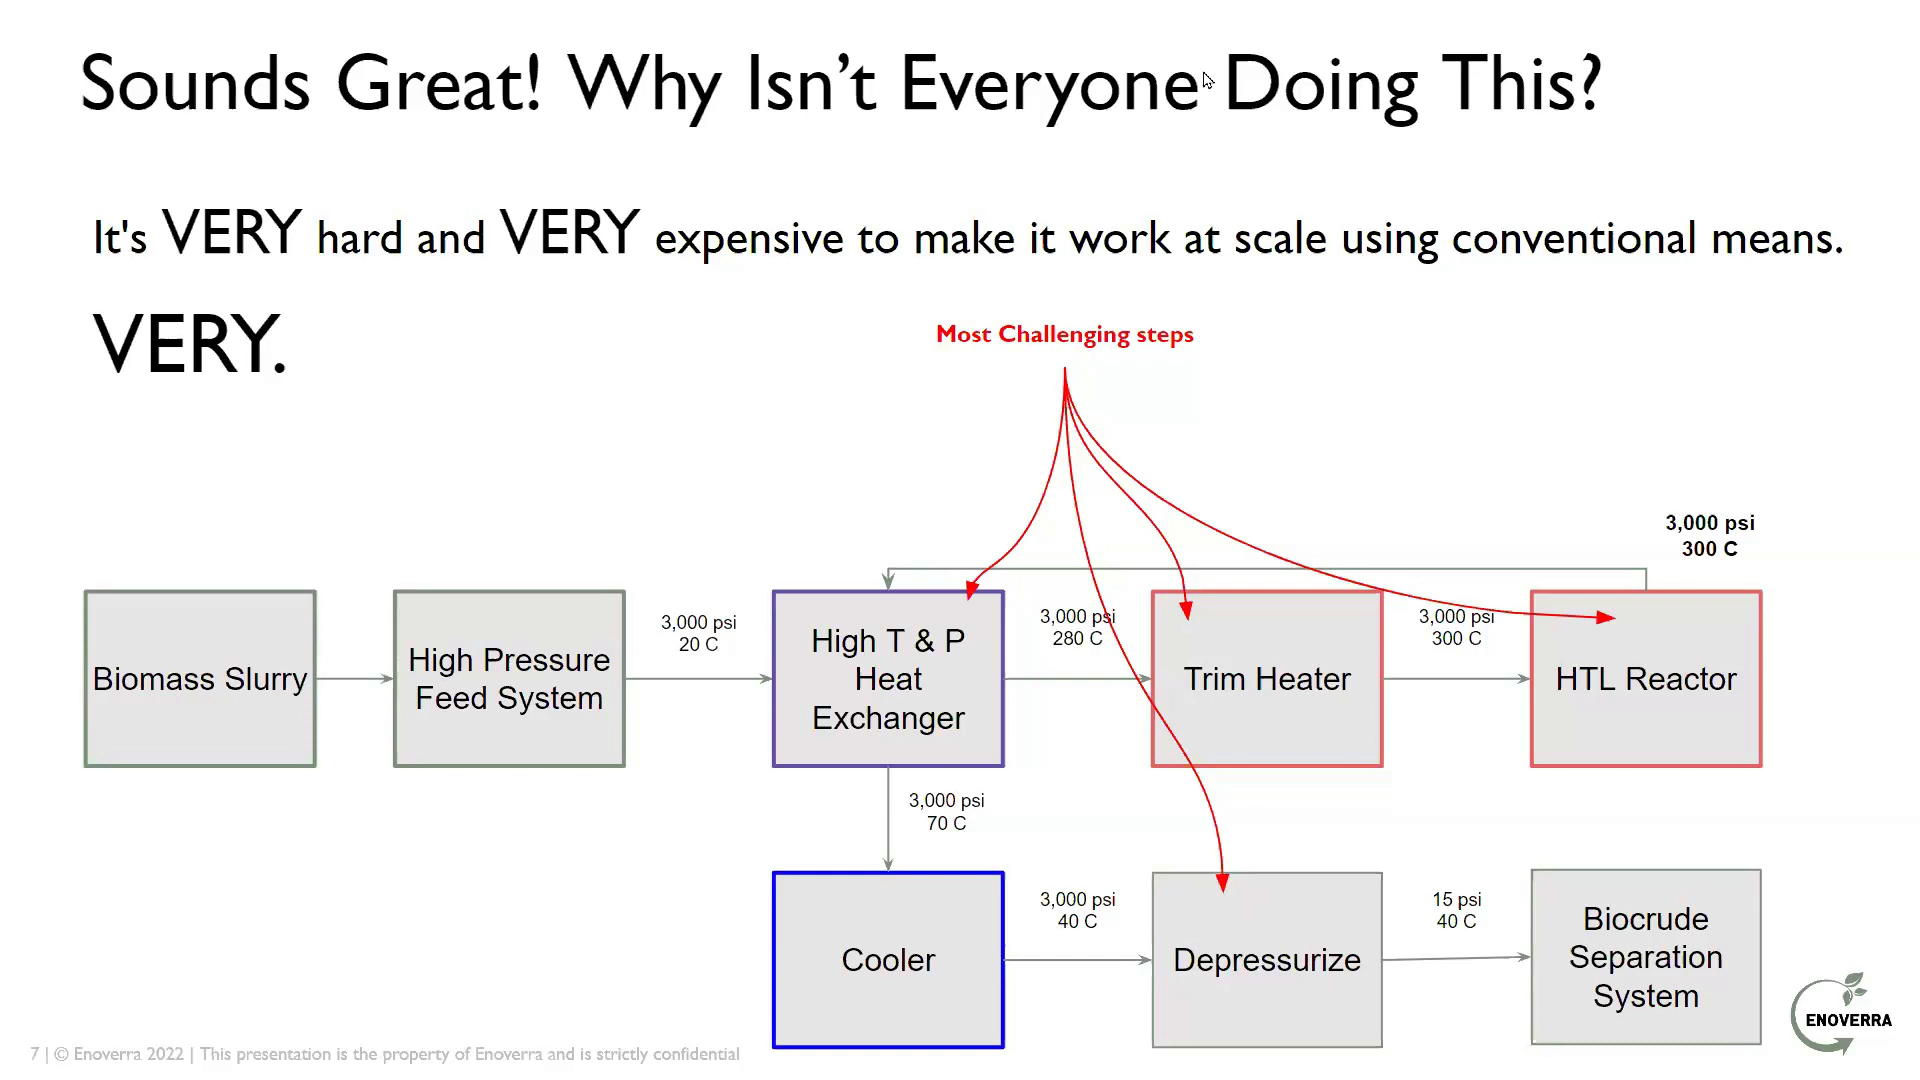 Sounds Great! Why Isn’t Everyone Doing This?
It's VERY hard and VERY expensive to make it work at scale using conventional means.
VERY.
Most Challenging steps
3,000 psi
300 C
Biomass Slurry
High Pressure
Feed System
3,000 psi
20 C
High T & P
Heat
Exchanger
3,000 psi
280 C
Trim Heater
3,000 psi
300 C
HTL Reactor
3,000 psi
70 C
Cooler
3,000 psi
40 C
Depressurize
15 psi
40 C
Biocrude
Separation
System
ENOVERRA
7 | © Enoverra 2022 | This presentation is the property of Enoverra and is strictly confidential